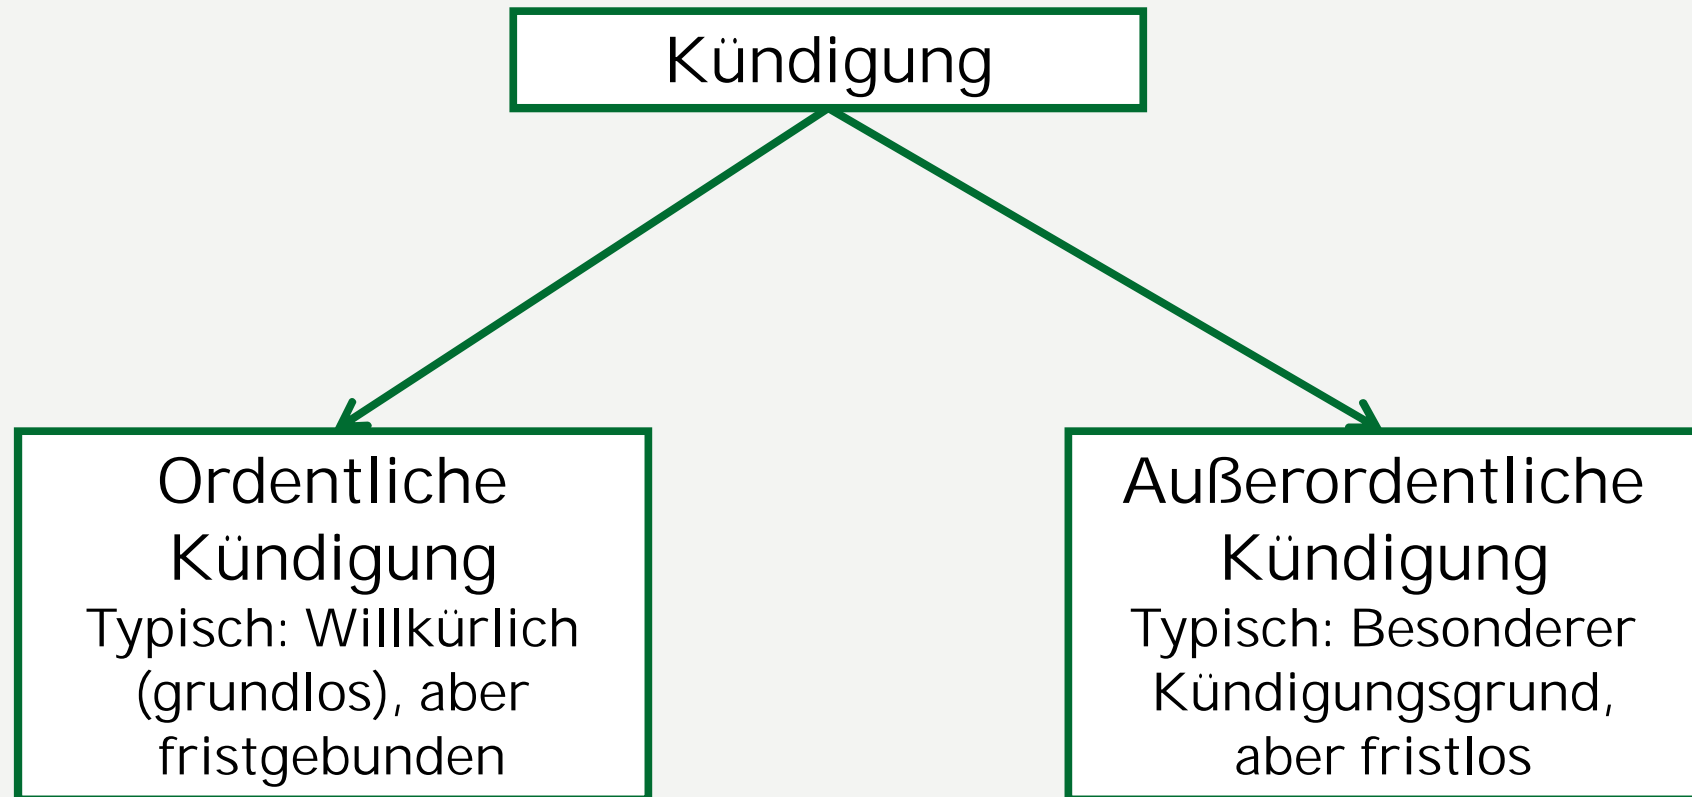 Kündigung
Ordentliche
Kündigung
Typisch: Willkürlich
(grundlos), aber
fristgebunden
Außerordentliche
Kündigung
Typisch: Besonderer
Kündigungsgrund,
aber fristlos